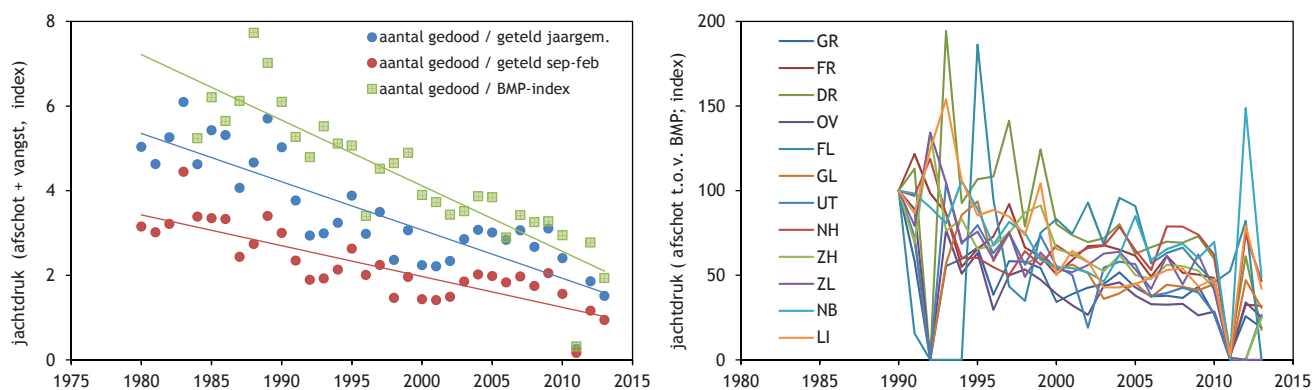 jachtdruk (afschot + vangst, index)
8
6
4
2
0
aantal gedood / geteld jaargem.
aantal gedood / geteld sep-feb
aantal gedood / BMP-index
1975 1980 1985 1990 1995 2000 2005 2010 2015
jachtdruk ( afschot t.o.v. BMP; index)
200
150
100
50
0
GR
FR
DR
OV
FL
GL
UT
NH
ZH
ZL
NB
LI
1980 1985 1990 1995 2000 2005 2010 2015